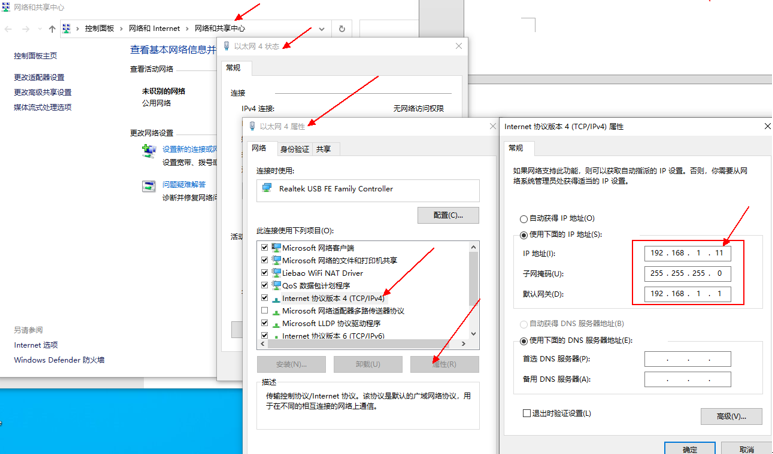 网络和共享中心
控制面板
网络和 Internet
网络和共享中心
控制面板主页
更改适配器设置
更改高级共享设置
媒体流式处理选项
查看基本网络信息并
查看活动网络
未识别的网络
公用网络
更改网络设置
设置新的连接或网
设置宽带、拨号或
问题疑难解答
诊断并修复网络问
另请参阅
Internet 选项
Windows Defender 防火墙
以太网 4 状态
常规
连接
IPv4 连接:
无网络访问权限
活动
以太网 4 属性
网络
身份验证
共享
连接时使用:
Realtek USB FE Family Controller
配置(C)...
此连接使用下列项目(O):
Microsoft 网络客户端
Microsoft 网络的文件和打印机共享
Liebao WiFi NAT Driver
QoS 数据包计划程序
Internet 协议版本 4 (TCP/IPv4)
Microsoft 网络适配器多路传送器协议
Microsoft LLDP 协议驱动程序
Internet 协议版本 6 (TCP/IPv6)
安装(N)...
卸载(U)
属性(R)
描述
传输控制协议/Internet 协议。该协议是默认的广域网络协议，用
于在不同的相互连接的网络上通信。
Internet 协议版本 4 (TCP/IPv4) 属性
常规
如果网络支持此功能，则可以获取自动指派的 IP 设置。否则，你需要从网
络系统管理员处获得适当的 IP 设置。
自动获得 IP 地址(O)
使用下面的 IP 地址(S):
IP 地址(I):
192 . 168 . 1 . 11
子网掩码(U):
255 . 255 . 255 . 0
默认网关(D):
192 . 168 . 1 . 1
自动获得 DNS 服务器地址(B)
使用下面的 DNS 服务器地址(E):
首选 DNS 服务器(P):
备用 DNS 服务器(A):
退出时验证设置(L)
高级(V)...
确定
取消